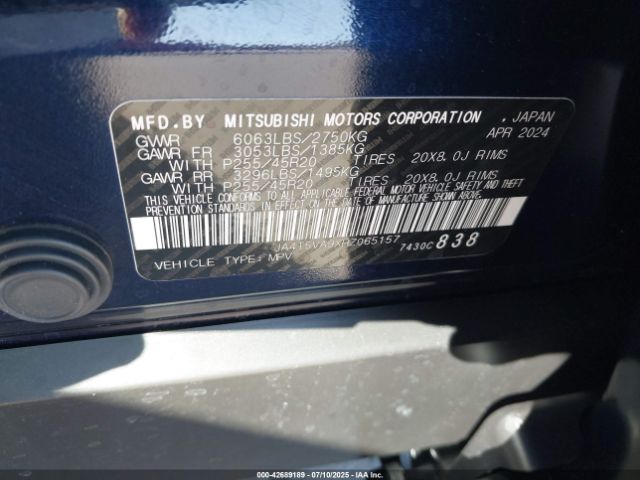 MFD.BY MITSUBISHI MOTORS CORPORATION , JAPAN
GVWR 6063LBS/2750KG APR 2024
GAWR FR 3053LBS/1385KG
WITH P255/45R20 TIRES 20X8.0J RIMS
GAWR RR 3296LBS/1495KG
WITH P255/45R20 TIRES 20X8.0J RIMS
THIS VEHICLE CONFORMS TO ALL APPLICABLE FEDERAL MOTOR VEHICLE SAFETY AND THEFT
PREVENTION STANDARDS IN EFFECT ON THE DATE OF MANUFACTURE SHOWN ABOVE.
JA4T5VA9XRZ065157 7430C 838
VEHICLE TYPE: MPV
000-42689189 07/10/2025 IAAI.com